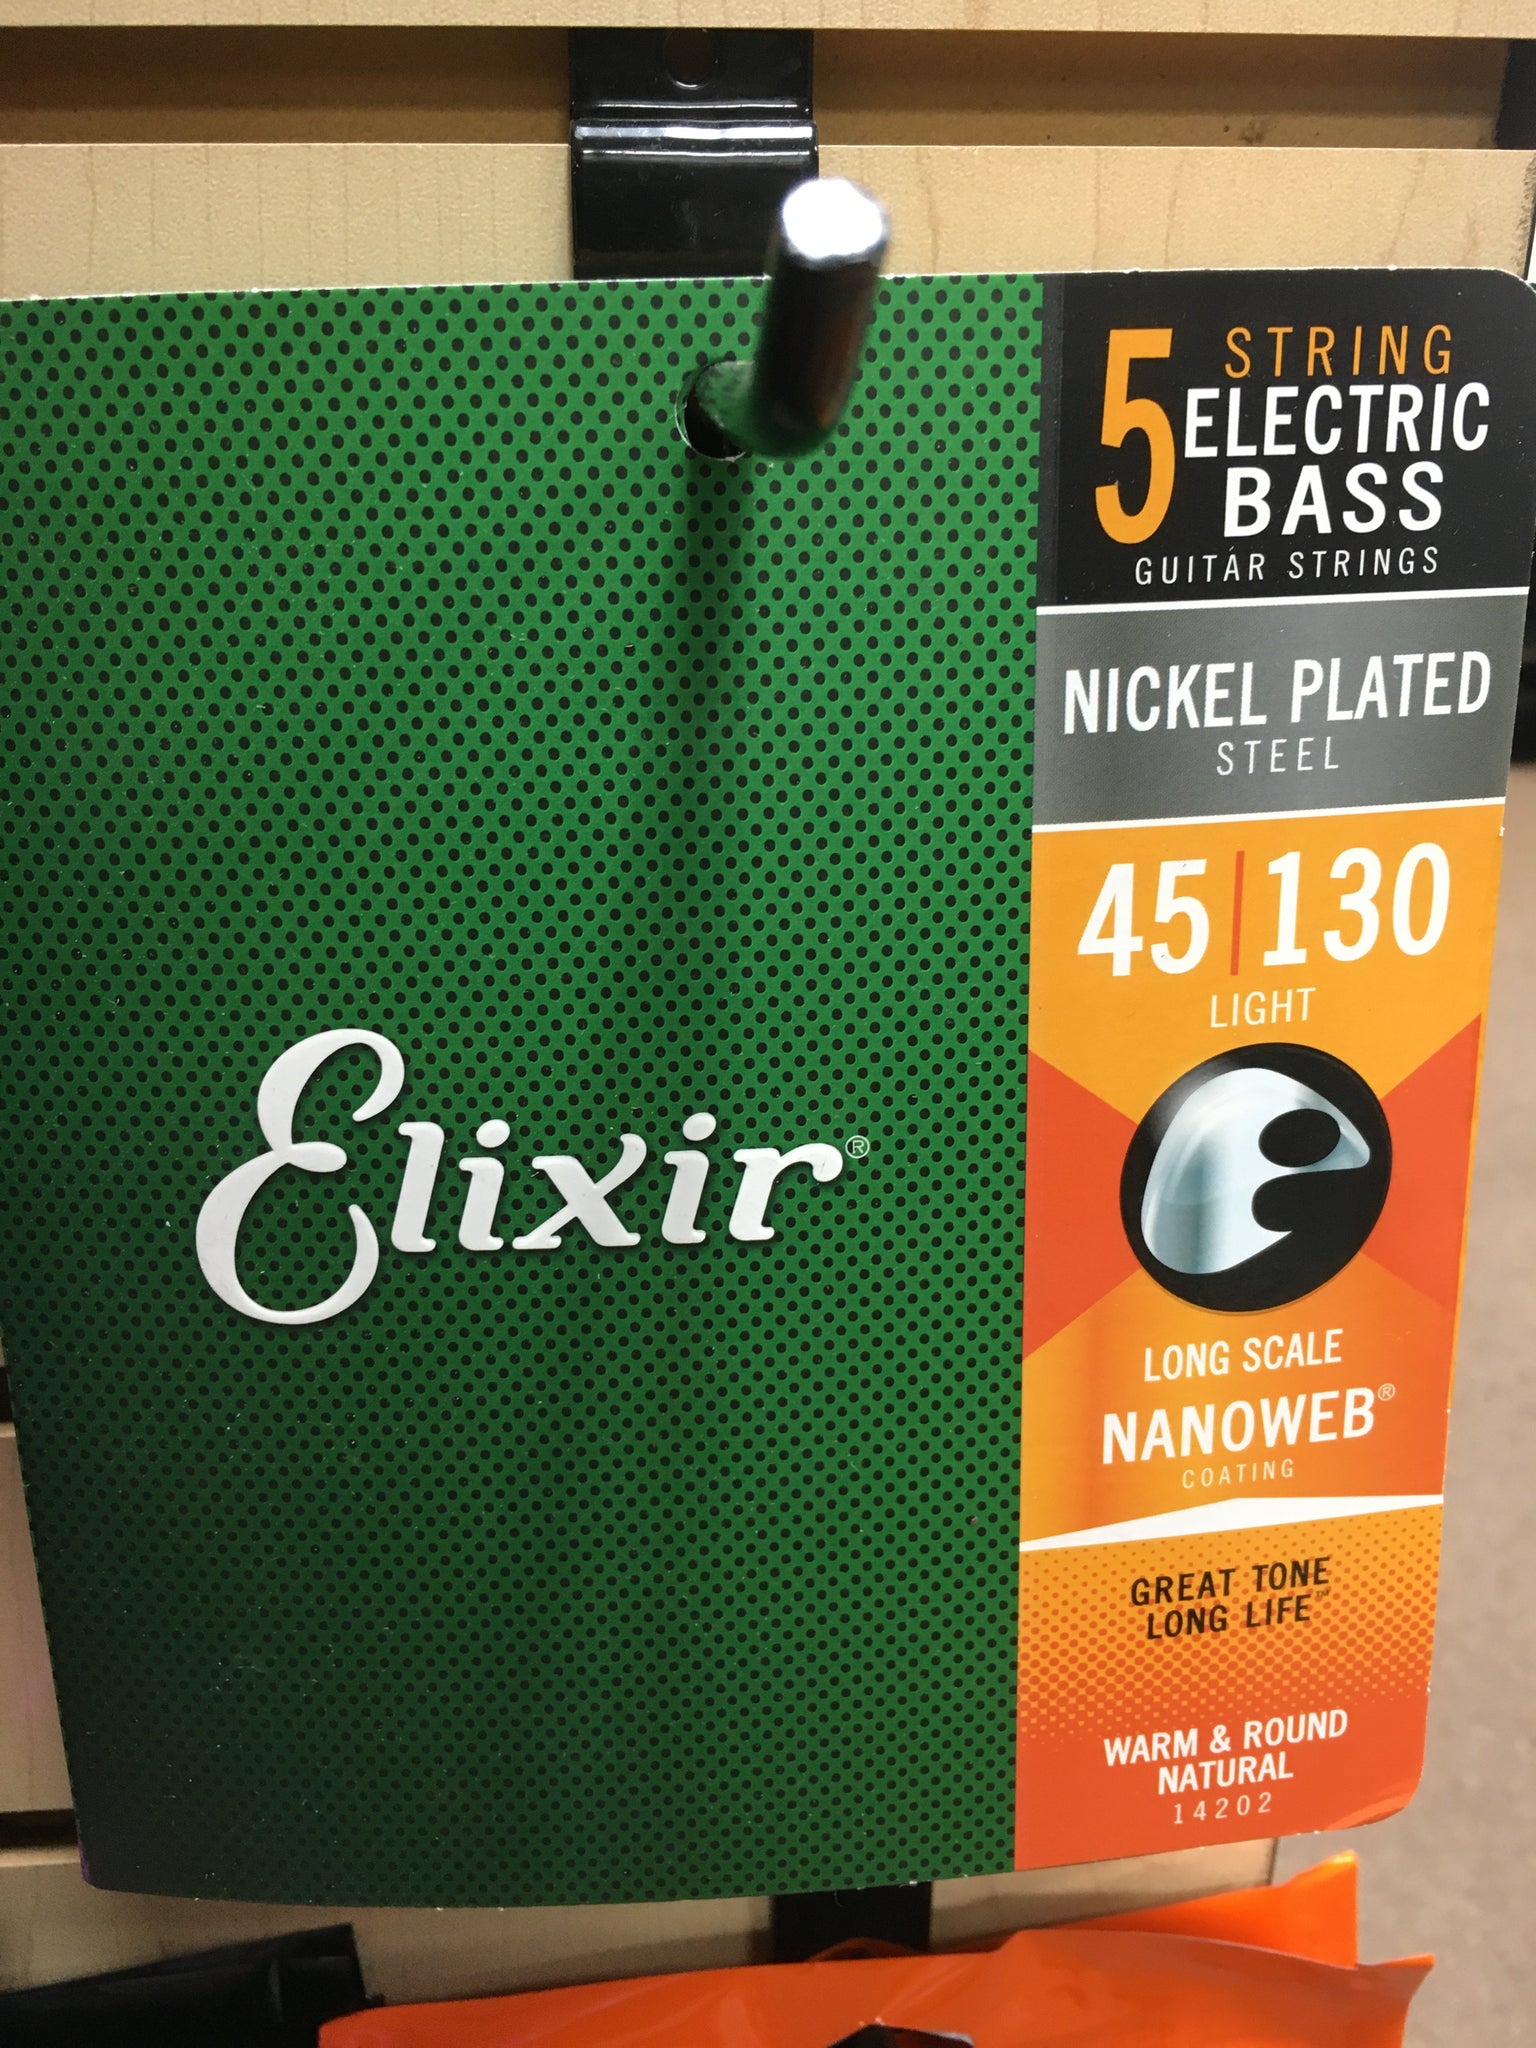 5 STRING
ELECTRIC
BASS
GUITAR STRINGS
NICKEL PLATED
STEEL
45|130
LIGHT
Elixir®
LONG SCALE
NANOWEB®
COATING
GREAT TONE
LONG LIFE™
WARM & ROUND
NATURAL
14202